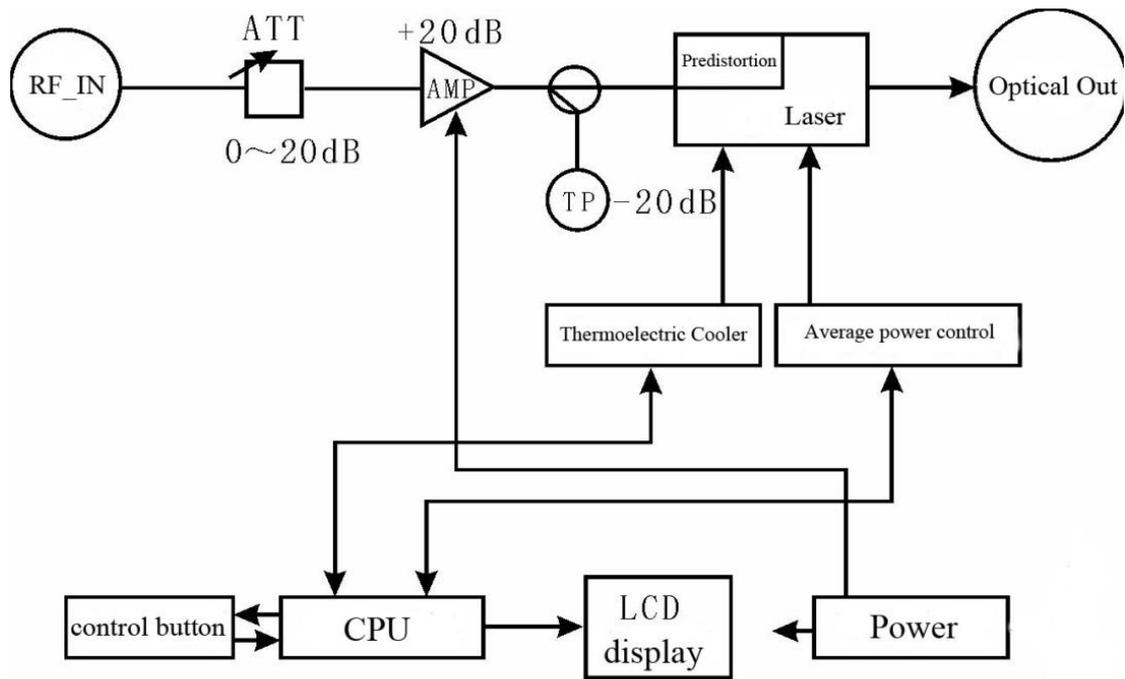 ATT
+20dB
RF_IN
AMP
Predistortion
Laser
Optical Out
0～20dB
TP
-20dB
Thermoelectric Cooler
Average power control
control button
CPU
LCD
display
Power